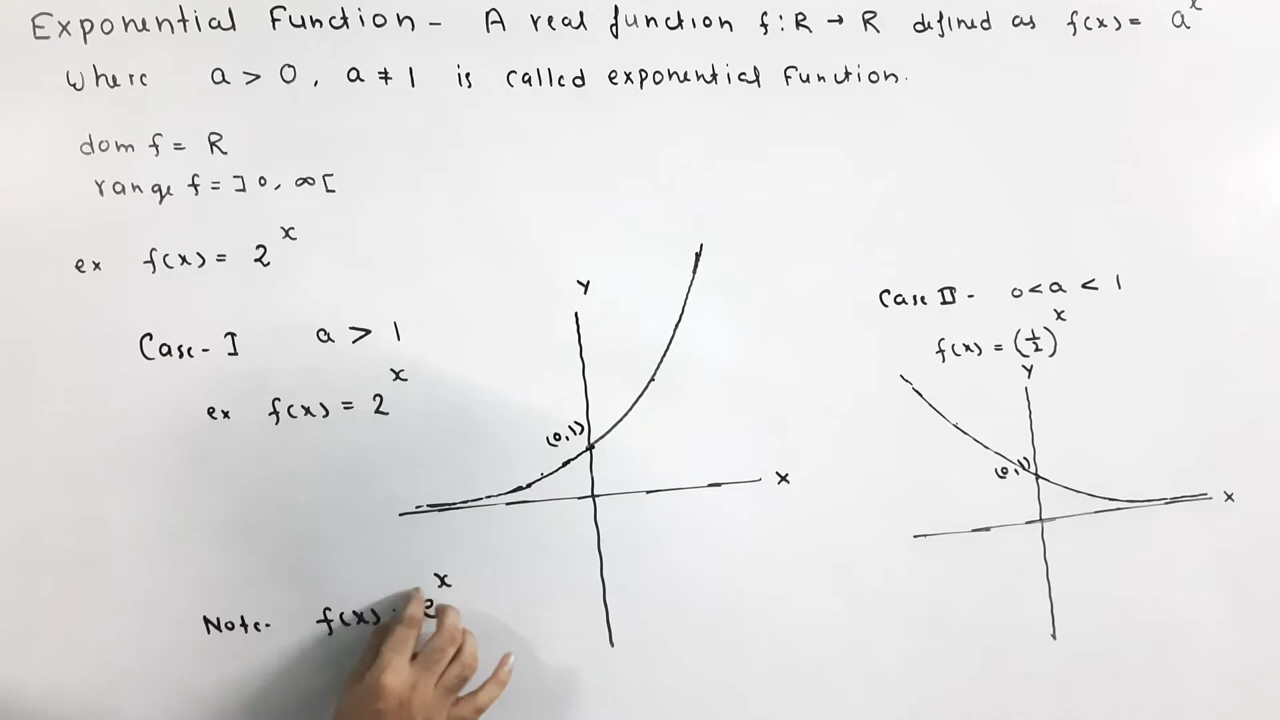 Exponential Function - A real function f: R → R defined as f(x) = a^x
Where a > 0, a ≠ 1 is called exponential Function.
dom f = R
range f = ]0, ∞[
ex f(x) = 2^x
Case-I a > 1
ex f(x) = 2^x
Y
(0,1)
X
Case II - 0 < a < 1
f(x) = (1/2)^x
Y
(0,1)
X
Note- f(x) = e^x